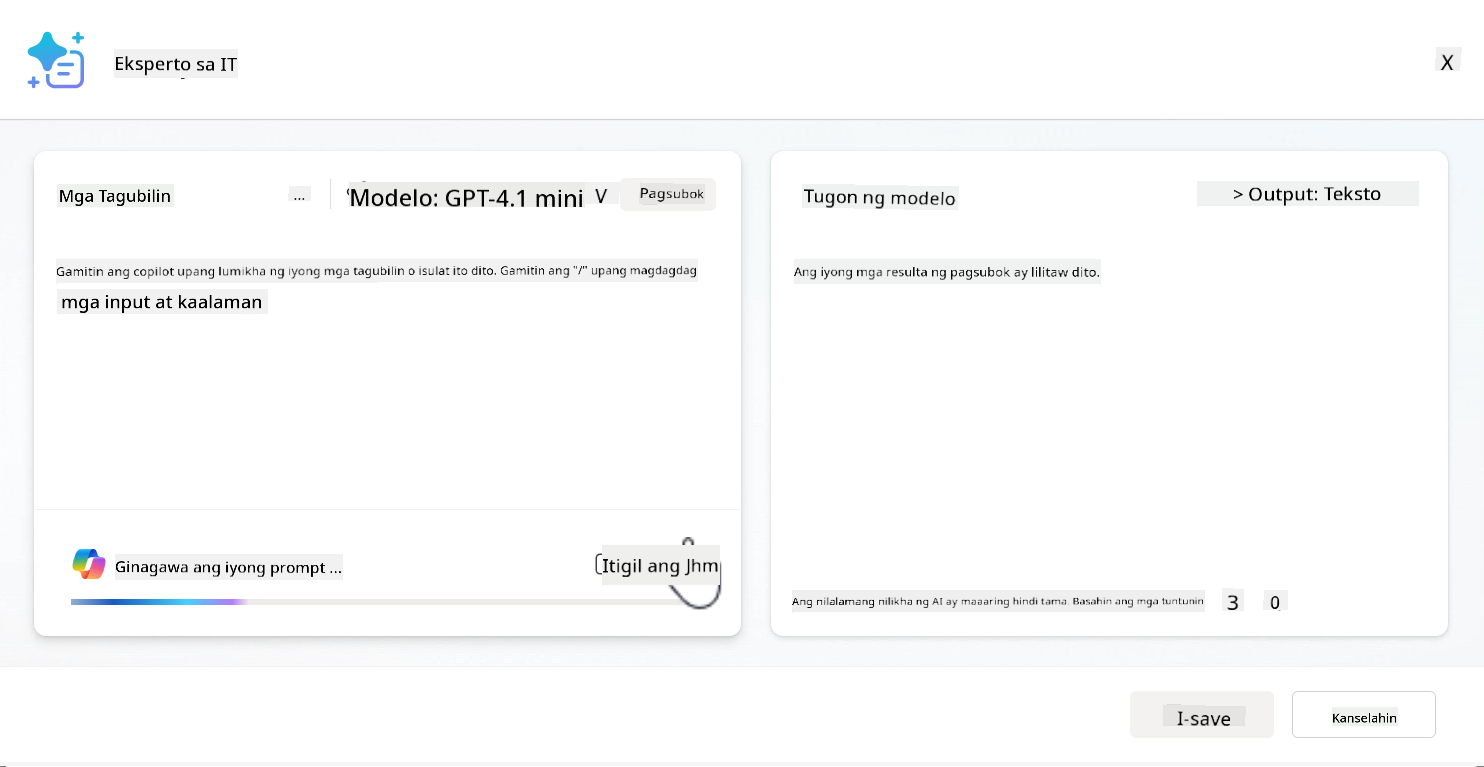 Eksperto sa IT
X
Mga Tagubilin
...
Modelo: GPT-4.1 mini V
Pagsubok
Gamitin ang copilot upang lumikha ng iyong mga tagubilin o isulat ito dito. Gamitin ang "/" upang magdagdag
mga input at kaalaman
Ginagawa ang iyong prompt ...
Itigil ang Jhm
Tugon ng modelo
> Output: Teksto
Ang iyong mga resulta ng pagsubok ay lilitaw dito.
Ang nilalamang nilikha ng AI ay maaaring hindi tama. Basahin ang mga tuntunin
3 0
I-save
Kanselahin